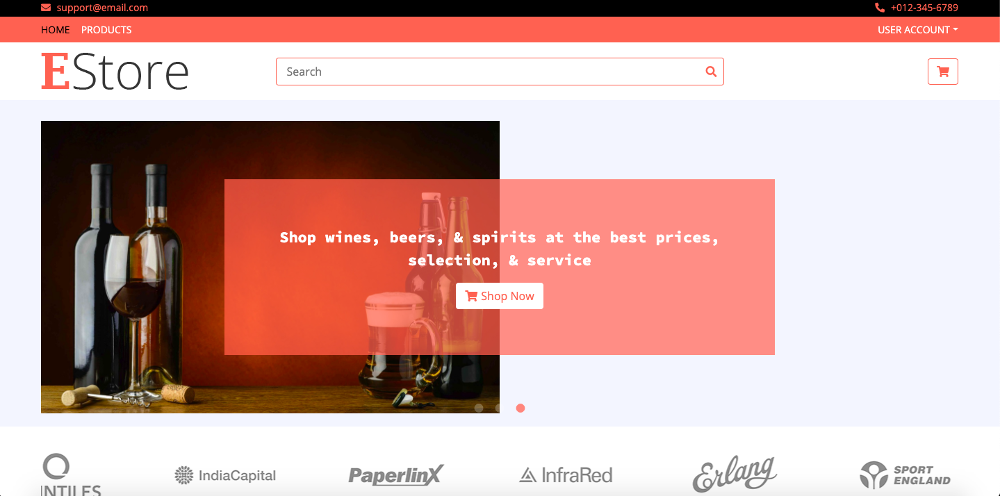 support@email.com
+012-345-6789
HOME PRODUCTS
USER ACCOUNT
EStore
Search
Shop wines, beers, & spirits at the best prices,
selection, & service
Shop Now
IndiaCapital
PaperlinX
InfraRed
Erlang
SPORT
ENGLAND
NTILES